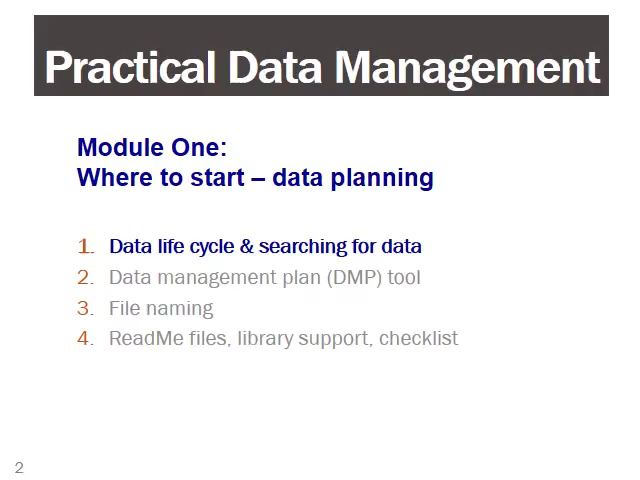 Practical Data Management
Module One:
Where to start – data planning
1. Data life cycle & searching for data
2. Data management plan (DMP) tool
3. File naming
4. ReadMe files, library support, checklist
2